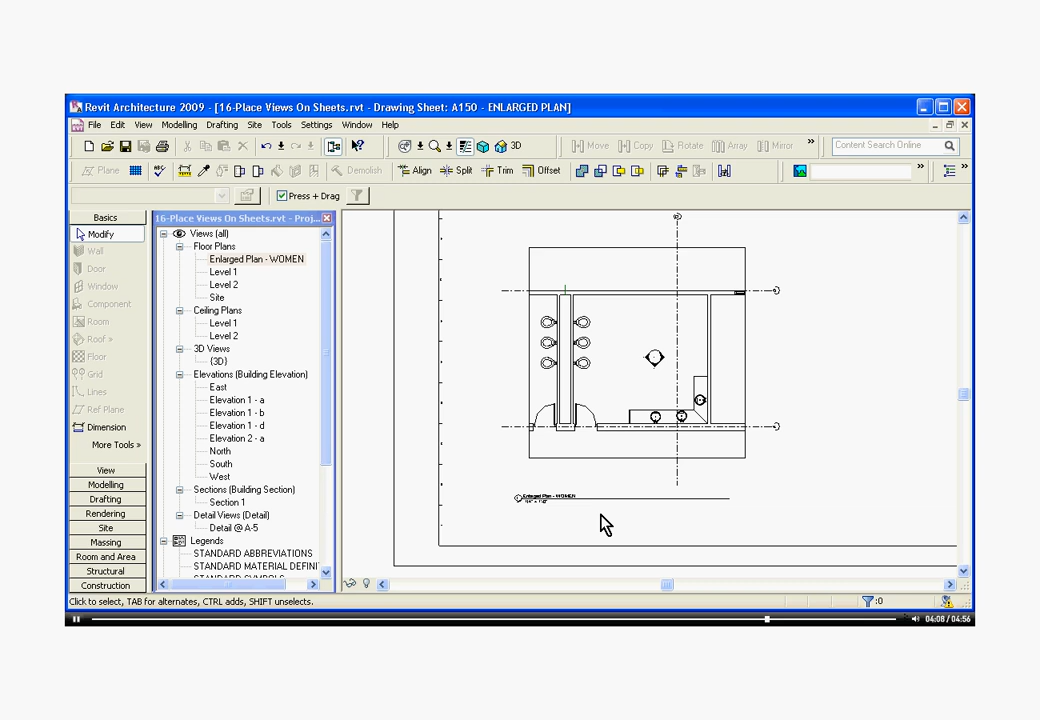 Revit Architecture 2009 - [16-Place Views On Sheets.rvt - Drawing Sheet: A150 - ENLARGED PLAN]
File Edit View Modelling Drafting Site Tools Settings Window Help
3D Move Copy Rotate Array Mirror » Content Search Online
Plane Demolish Align Split Trim Offset » »
Press + Drag
Basics
Modify
Wall
Door
Window
Component
Room
Roof »
Floor
Grid
Lines
Ref Plane
Dimension
More Tools »
View
Modelling
Drafting
Rendering
Site
Massing
Room and Area
Structural
Construction
16-Place Views On Sheets.rvt - Proj...
Views (all)
Floor Plans
Enlarged Plan - WOMEN
Level 1
Level 2
Site
Ceiling Plans
Level 1
Level 2
3D Views
{3D}
Elevations (Building Elevation)
East
Elevation 1 - a
Elevation 1 - b
Elevation 1 - d
Elevation 2 - a
North
South
West
Sections (Building Section)
Section 1
Detail Views (Detail)
Detail @ A-5
Legends
STANDARD ABBREVIATIONS
STANDARD MATERIAL DEFINI
STANDARD SYMBOLS
Enlarged Plan - WOMEN
Click to select, TAB for alternates, CTRL adds, SHIFT unselects.
:0
04:08 / 04:56